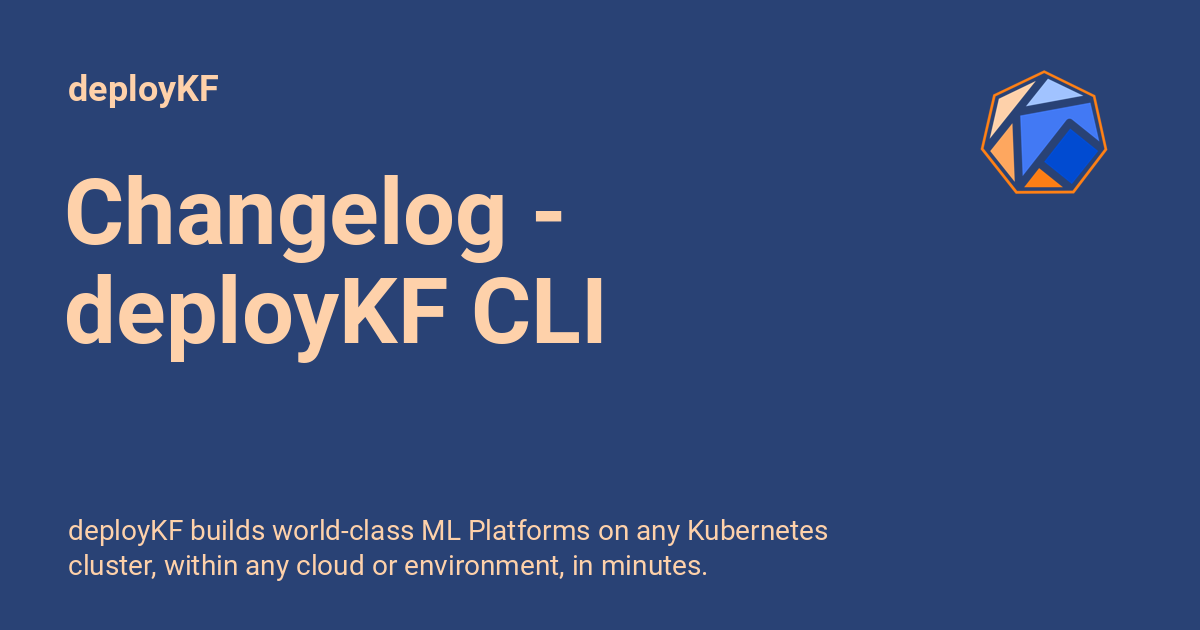 deployKF
Changelog -
deployKF CLI
deployKF builds world-class ML Platforms on any Kubernetes
cluster, within any cloud or environment, in minutes.